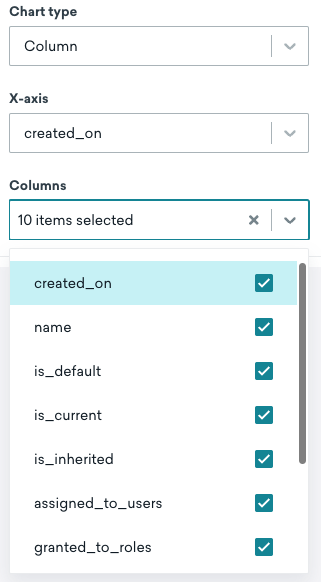 Chart type
Column
X-axis
created_on
Columns
10 items selected
created_on
name
is_default
is_current
is_inherited
assigned_to_users
granted_to_roles